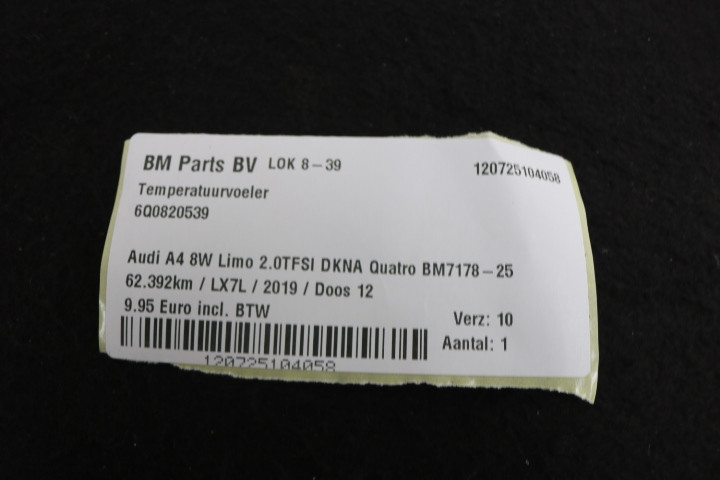 BM Parts BV LOK 8-39 120725104058
Temperatuurvoeler
6Q0820539
Audi A4 8W Limo 2.0TFSI DKNA Quatro BM7178-25
62.392km / LX7L / 2019 / Doos 12
9.95 Euro incl. BTW
Verz: 10
Aantal: 1
120725104058